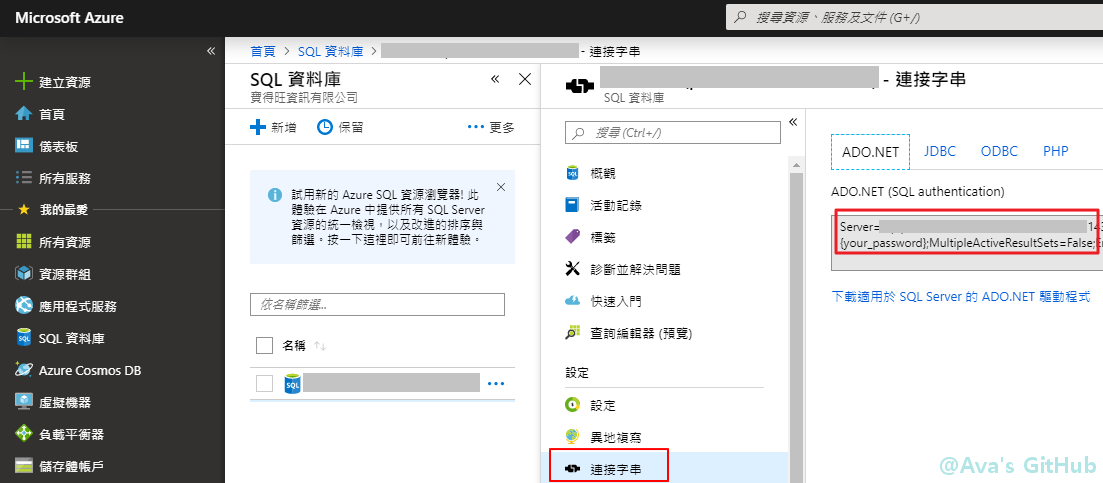 Microsoft Azure
搜尋資源、服務及文件 (G+/)
«
建立資源
首頁
儀表板
所有服務
我的最愛
所有資源
資源群組
應用程式服務
SQL 資料庫
Azure Cosmos DB
虛擬機器
負載平衡器
儲存體帳戶
首頁 > SQL 資料庫 > - 連接字串
SQL 資料庫
寶得旺資訊有限公司
« ×
新增 保留 ••• 更多
試用新的 Azure SQL 資源瀏覽器! 此
體驗在 Azure 中提供所有 SQL Server
資源的統一檢視，以及改進的排序與
篩選。按一下這裡即可前往新體驗。
依名稱篩選...
名稱 ↑↓
SQL •••
- 連接字串
SQL 資料庫
搜尋 (Ctrl+/)
«
概觀
活動記錄
標籤
診斷並解決問題
快速入門
查詢編輯器 (預覽)
設定
設定
異地複寫
連接字串
ADO.NET JDBC ODBC PHP
ADO.NET (SQL authentication)
Server=
{your_password};MultipleActiveResultSets=False;
下載適用於 SQL Server 的 ADO.NET 驅動程式
@Ava's GitHub